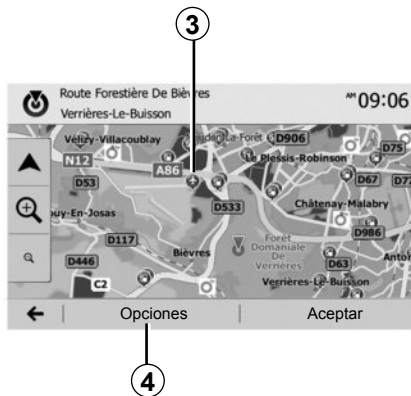 3
Route Forestière De Bièvres
Verrières-Le-Buisson
AM 09:06
Vélizy-Villacoublay
D906
D75
Le Plessis-Robinson
N12
A86
D53
D67
D533
Châtenay-Malabry
ouy-En-Josas
D986
D117
Forêt
Domaniale
De
Verrières
Bièvres
D446
D63
C2
Verrières-Le-Buisson
Opciones
Aceptar
4